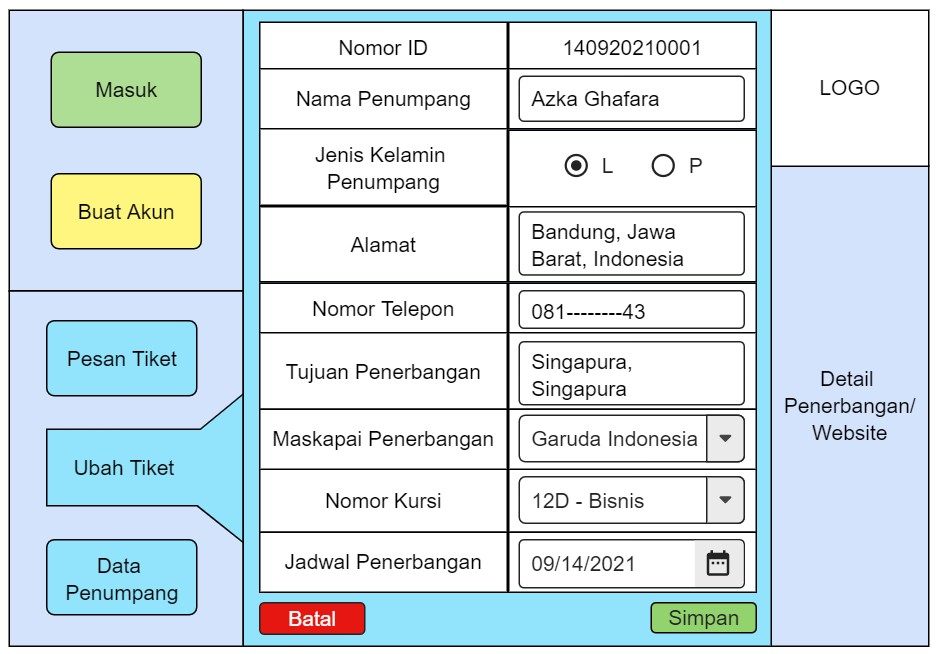 Masuk
Buat Akun
Pesan Tiket
Ubah Tiket
Data
Penumpang
Nomor ID
140920210001
Nama Penumpang
Azka Ghafara
Jenis Kelamin
Penumpang
L
P
Alamat
Bandung, Jawa
Barat, Indonesia
Nomor Telepon
081--------43
Tujuan Penerbangan
Singapura,
Singapura
Maskapai Penerbangan
Garuda Indonesia
Nomor Kursi
12D - Bisnis
Jadwal Penerbangan
09/14/2021
Batal
Simpan
LOGO
Detail
Penerbangan/
Website